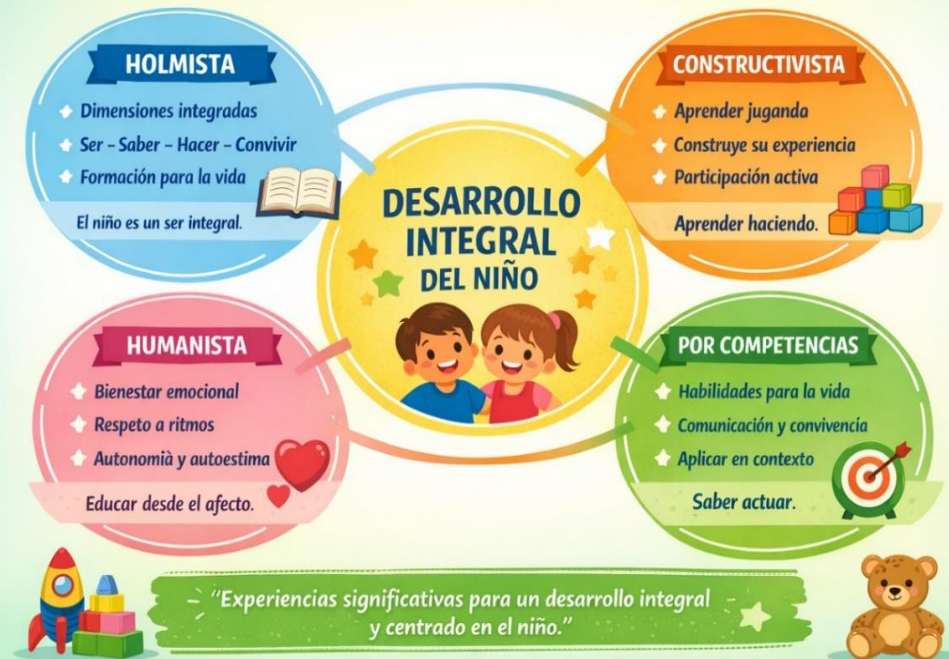 HOLMISTA
Dimensiones integradas
Ser – Saber – Hacer – Convivir
Formación para la vida
El niño es un ser integral.
CONSTRUCTIVISTA
Aprender juganda
Construye su experiencia
Participación activa
Aprender haciendo.
DESARROLLO
INTEGRAL
DEL NIÑO
HUMANISTA
Bienestar emocional
Respeto a ritmos
Autonomià y autoestima
Educar desde el afecto.
POR COMPETENCIAS
Habilidades para la vida
Comunicación y convivencia
Aplicar en contexto
Saber actuar.
"Experiencias significativas para un desarrollo integral
y centrado en el niño."